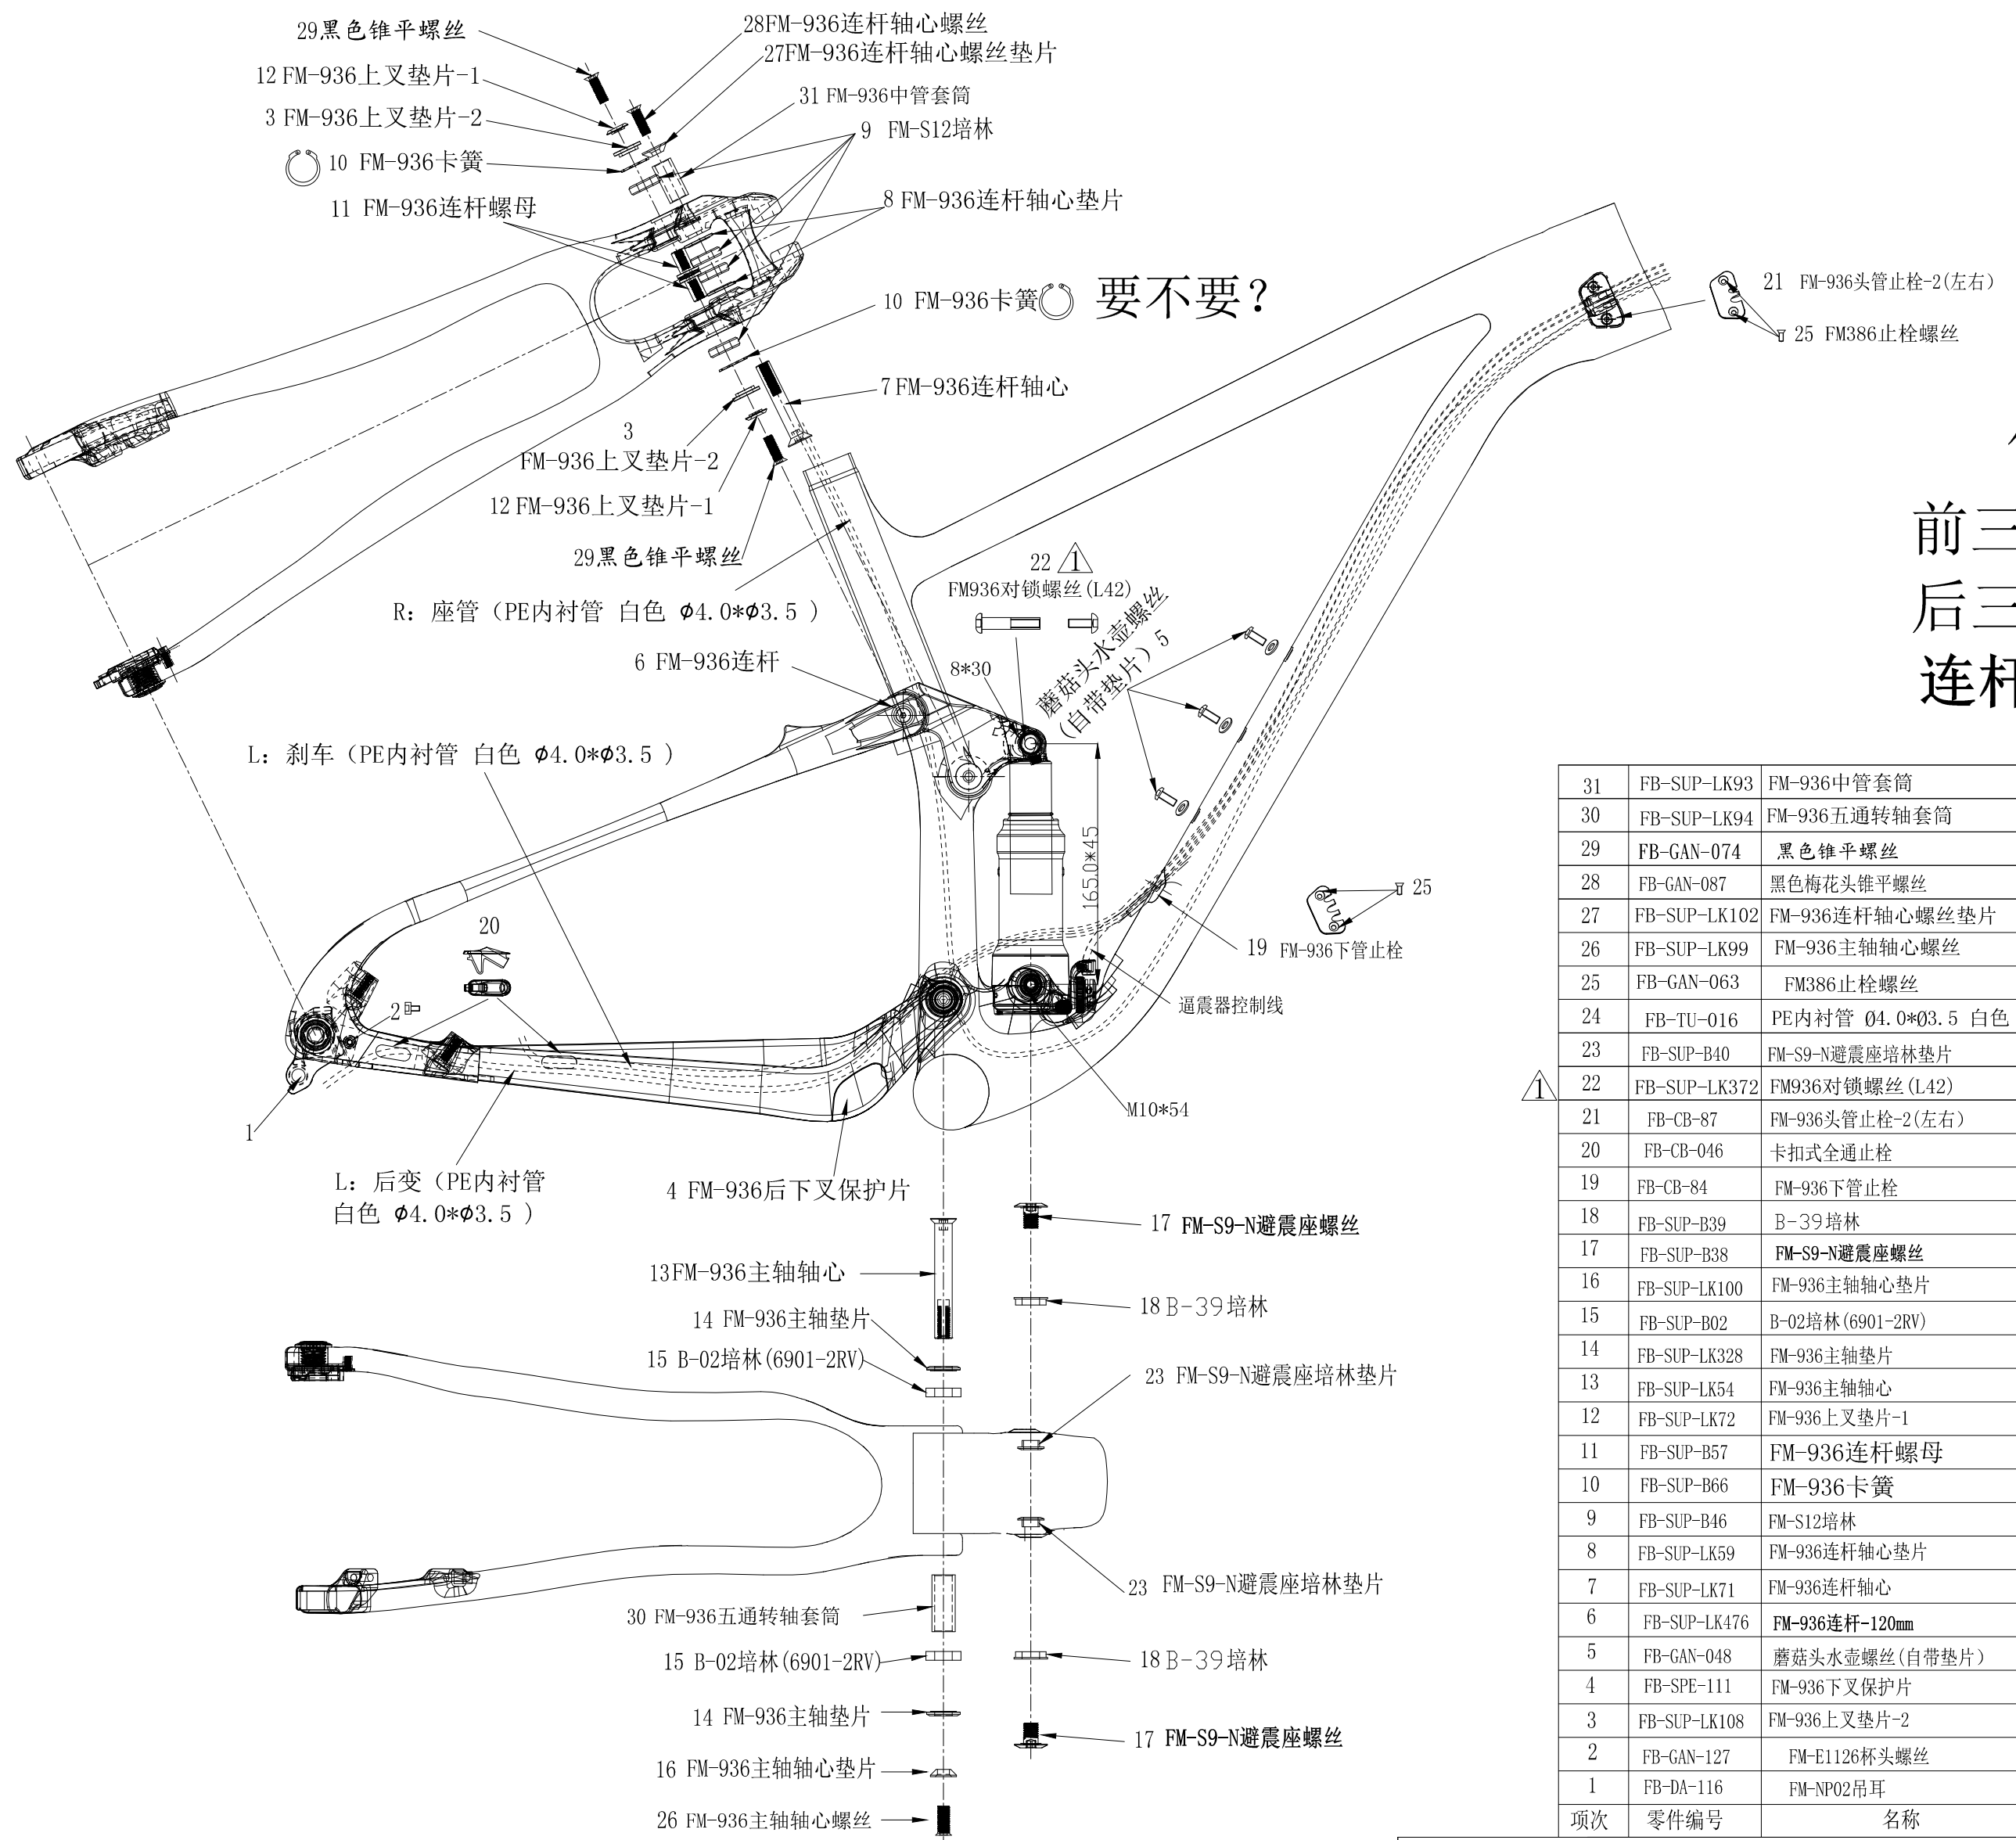 29黑色锥平螺丝
28FM-936连杆轴心螺丝
27FM-936连杆轴心螺丝垫片
12 FM-936上叉垫片-1
31 FM-936中管套筒
3 FM-936上叉垫片-2
9 FM-S12培林
10 FM-936卡簧
11 FM-936连杆螺母
8 FM-936连杆轴心垫片
10 FM-936卡簧
要不要?
21 FM-936头管止栓-2(左右)
25 FM386止栓螺丝
7 FM-936连杆轴心
3
FM-936上叉垫片-2
12 FM-936上叉垫片-1
29黑色锥平螺丝
前三
后三
连杆
22 1
FM936对锁螺丝(L42)
R: 座管（PE内衬管 白色 Φ4.0*Φ3.5 ）
蘑菇头水壶螺丝
(自带垫片) 5
6 FM-936连杆
8*30
L: 刹车（PE内衬管 白色 Φ4.0*Φ3.5 ）
165.0*45
20
25
19 FM-936下管止栓
2
逼震器控制线
1
M10*54
L: 后变（PE内衬管
白色 Φ4.0*Φ3.5 ）
4 FM-936后下叉保护片
17 FM-S9-N避震座螺丝
13FM-936主轴轴心
18 B-39培林
14 FM-936主轴垫片
15 B-02培林(6901-2RV)
23 FM-S9-N避震座培林垫片
23 FM-S9-N避震座培林垫片
30 FM-936五通转轴套筒
15 B-02培林(6901-2RV)
18 B-39培林
14 FM-936主轴垫片
17 FM-S9-N避震座螺丝
16 FM-936主轴轴心垫片
26 FM-936主轴轴心螺丝
31 FB-SUP-LK93 FM-936中管套筒
30 FB-SUP-LK94 FM-936五通转轴套筒
29 FB-GAN-074 黑色锥平螺丝
28 FB-GAN-087 黑色梅花头锥平螺丝
27 FB-SUP-LK102 FM-936连杆轴心螺丝垫片
26 FB-SUP-LK99 FM-936主轴轴心螺丝
25 FB-GAN-063 FM386止栓螺丝
24 FB-TU-016 PE内衬管 Ø4.0*Ø3.5 白色
23 FB-SUP-B40 FM-S9-N避震座培林垫片
1 22 FB-SUP-LK372 FM936对锁螺丝(L42)
21 FB-CB-87 FM-936头管止栓-2(左右)
20 FB-CB-046 卡扣式全通止栓
19 FB-CB-84 FM-936下管止栓
18 FB-SUP-B39 B-39培林
17 FB-SUP-B38 FM-S9-N避震座螺丝
16 FB-SUP-LK100 FM-936主轴轴心垫片
15 FB-SUP-B02 B-02培林(6901-2RV)
14 FB-SUP-LK328 FM-936主轴垫片
13 FB-SUP-LK54 FM-936主轴轴心
12 FB-SUP-LK72 FM-936上叉垫片-1
11 FB-SUP-B57 FM-936连杆螺母
10 FB-SUP-B66 FM-936卡簧
9 FB-SUP-B46 FM-S12培林
8 FB-SUP-LK59 FM-936连杆轴心垫片
7 FB-SUP-LK71 FM-936连杆轴心
6 FB-SUP-LK476 FM-936连杆-120mm
5 FB-GAN-048 蘑菇头水壶螺丝(自带垫片)
4 FB-SPE-111 FM-936下叉保护片
3 FB-SUP-LK108 FM-936上叉垫片-2
2 FB-GAN-127 FM-E1126杯头螺丝
1 FB-DA-116 FM-NP02吊耳
项次 零件编号 名称